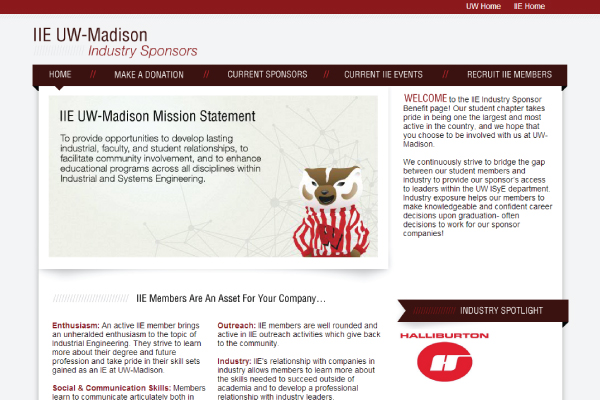 UW Home IIE Home
IIE UW-Madison
Industry Sponsors
HOME // MAKE A DONATION // CURRENT SPONSORS // CURRENT IIE EVENTS // RECRUIT IIE MEMBERS
IIE UW-Madison Mission Statement
To provide opportunities to develop lasting
industrial, faculty, and student relationships, to
facilitate community involvement, and to enhance
educational programs across all disciplines within
Industrial and Systems Engineering.
W
WELCOME to the IIE Industry Sponsor
Benefit page! Our student chapter takes
pride in being one the largest and most
active in the country, and we hope that
you choose to be involved with us at UW-
Madison.
We continuously strive to bridge the gap
between our student members and
industry to provide our sponsor's access
to leaders within the UW ISyE department.
Industry exposure helps our members to
make knowledgeable and confident career
decisions upon graduation- often
decisions to work for our sponsor
companies!
IIE Members Are An Asset For Your Company…
Enthusiasm: An active IIE member brings
an unheralded enthusiasm to the topic of
Industrial Engineering. They strive to learn
more about their degree and future
profession and take pride in their skill sets
gained as an IE at UW-Madison.
Social & Communication Skills: Members
learn to communicate articulately both in
Outreach: IIE members are well rounded and
active in IIE outreach activities which give back
to the community.
Industry: IIE's relationship with companies in
industry allows members to learn more about
the skills needed to succeed outside of
academia and to develop a professional
relationship with industry leaders.
INDUSTRY SPOTLIGHT
HALLIBURTON
H